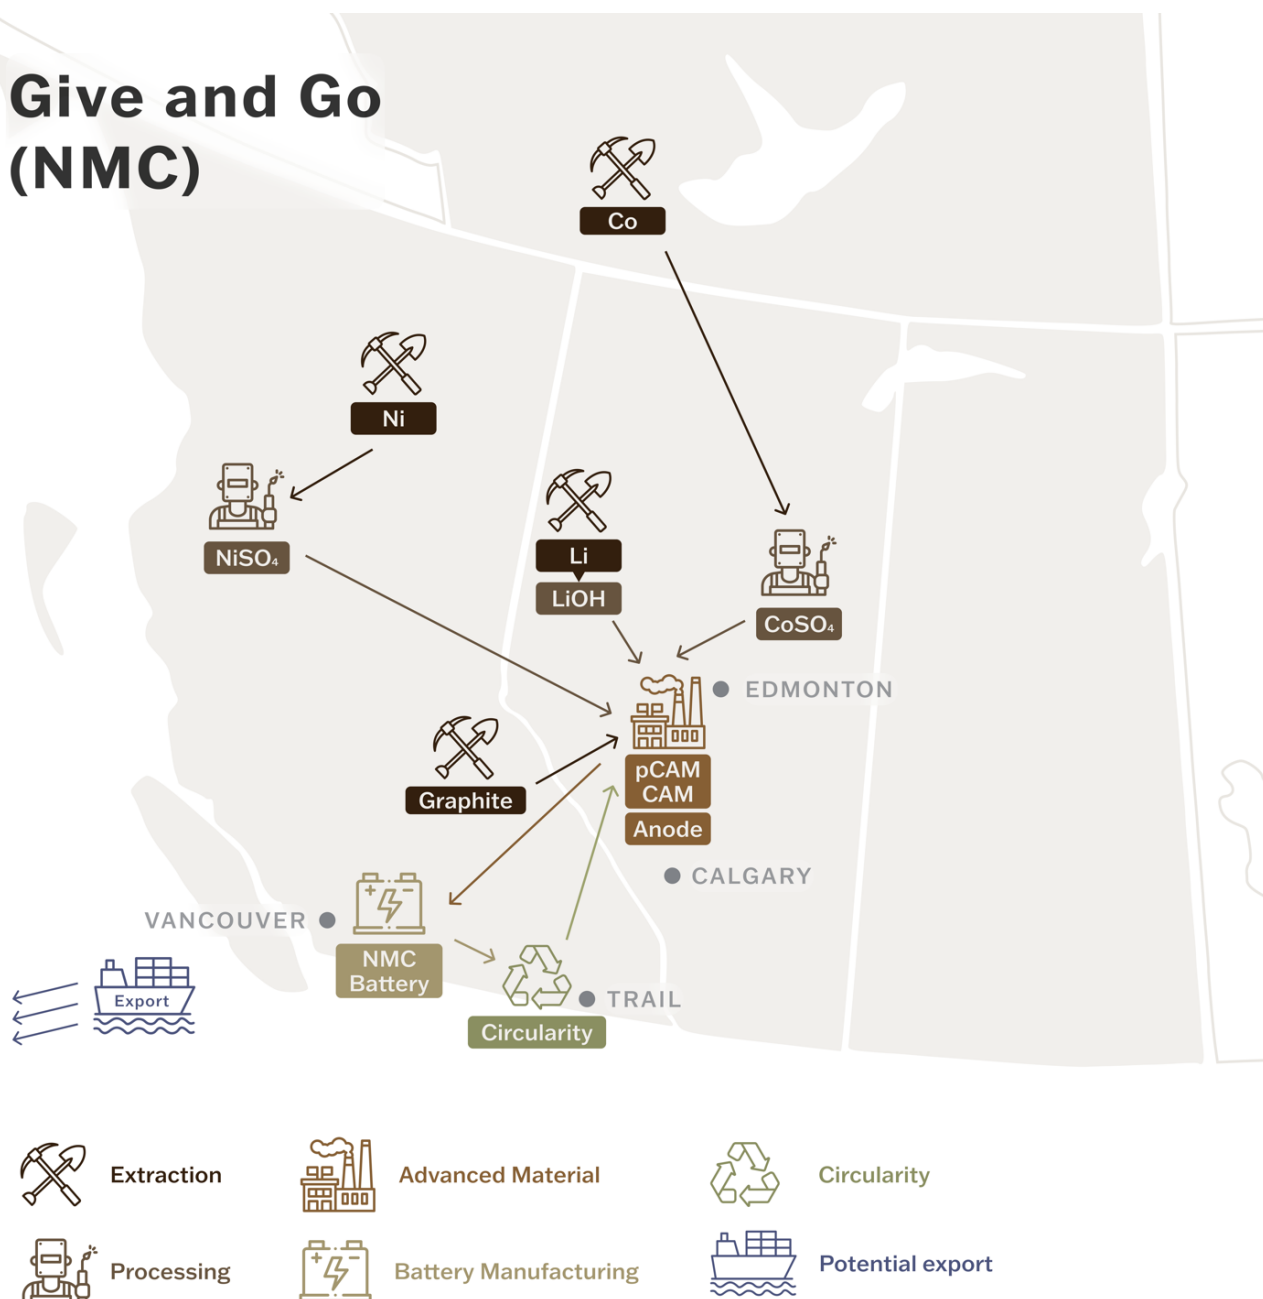 Give and Go
(NMC)
Co
Ni
NiSO₄
Li
LiOH
CoSO₄
EDMONTON
pCAM
CAM
Anode
Graphite
CALGARY
VANCOUVER
NMC
Battery
TRAIL
Export
Circularity
Extraction
Advanced Material
Circularity
Processing
Battery Manufacturing
Potential export